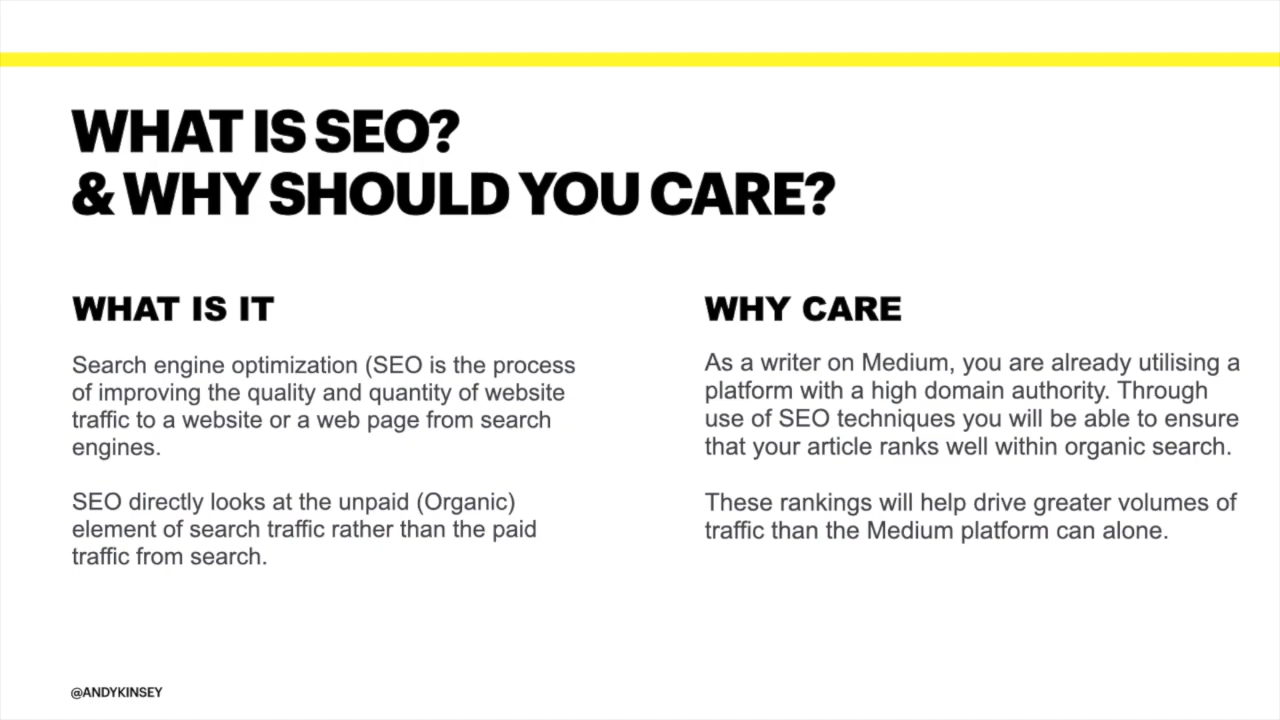 WHAT IS SEO?
& WHY SHOULD YOU CARE?
WHAT IS IT
Search engine optimization (SEO is the process
of improving the quality and quantity of website
traffic to a website or a web page from search
engines.
SEO directly looks at the unpaid (Organic)
element of search traffic rather than the paid
traffic from search.
WHY CARE
As a writer on Medium, you are already utilising a
platform with a high domain authority. Through
use of SEO techniques you will be able to ensure
that your article ranks well within organic search.
These rankings will help drive greater volumes of
traffic than the Medium platform can alone.
@ANDYKINSEY